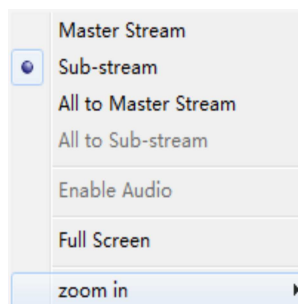 Master Stream
Sub-stream
All to Master Stream
All to Sub-stream
Enable Audio
Full Screen
zoom in